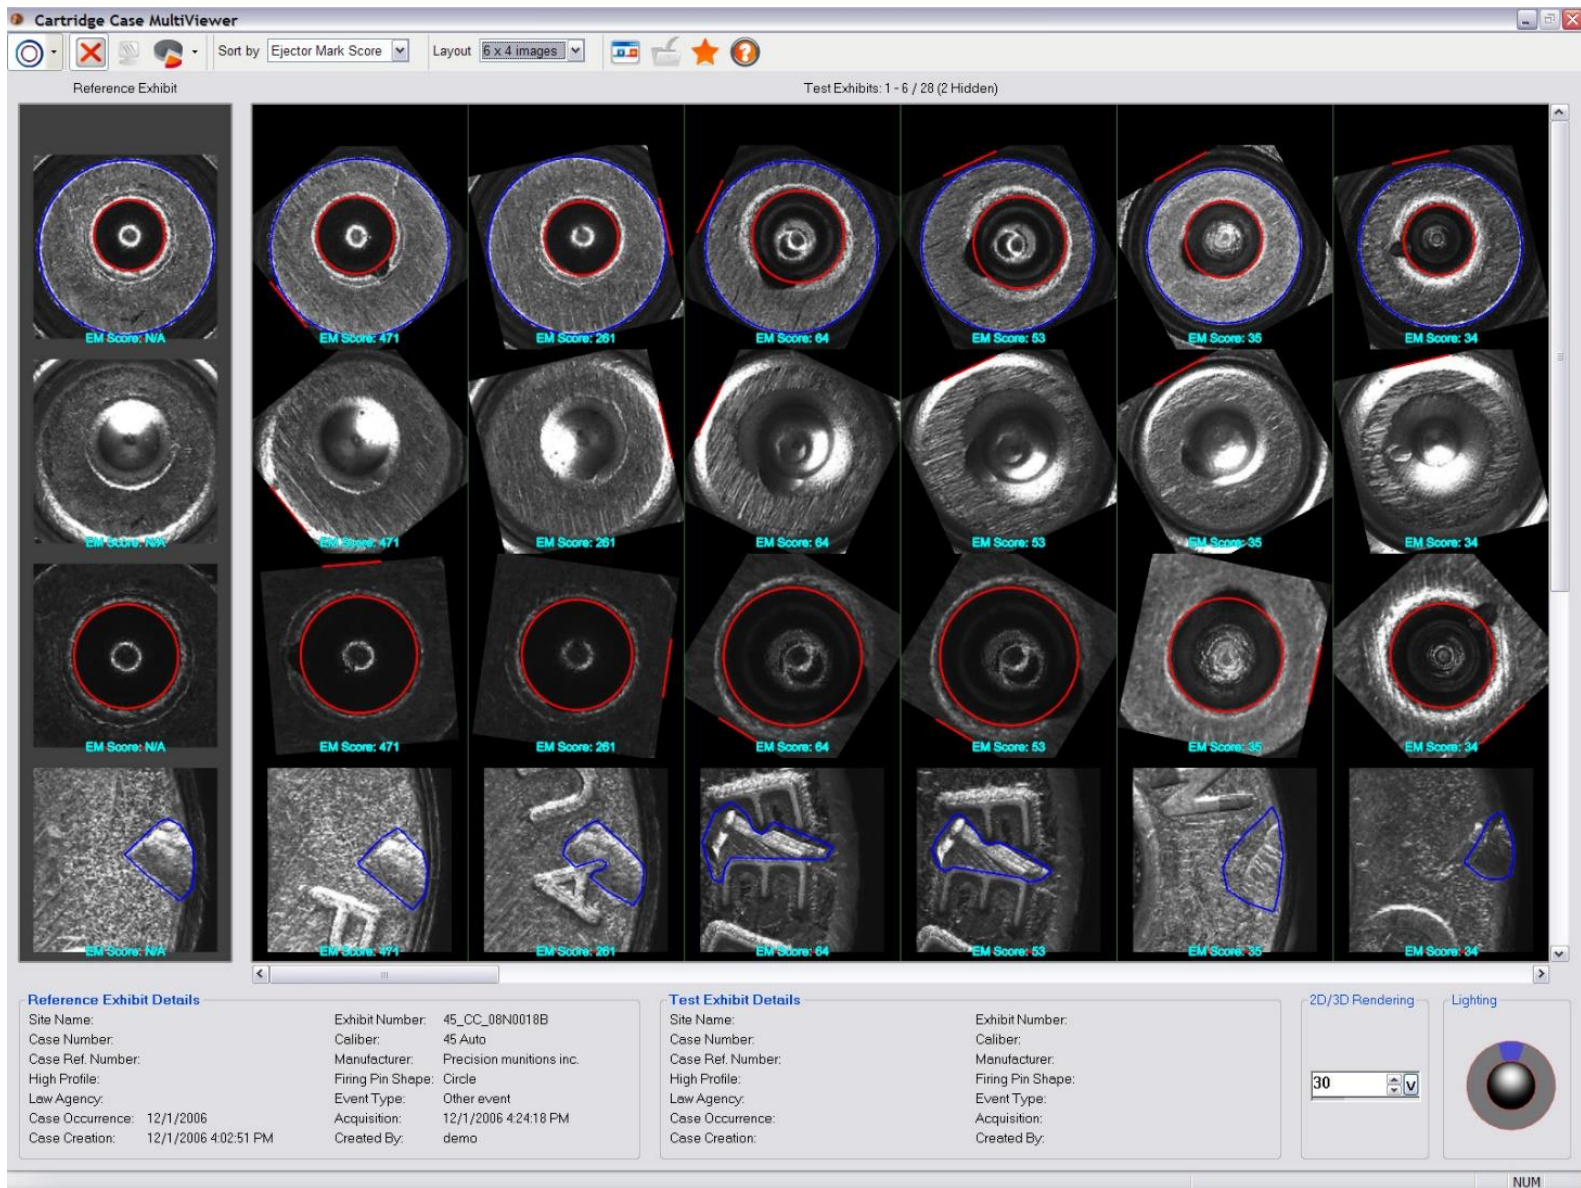 Cartridge Case MultiViewer
Sort by Ejector Mark Score Layout 6 x 4 images
Reference Exhibit Test Exhibits: 1 - 6 / 28 (2 Hidden)
EM Score: N/A EM Score: 471 EM Score: 261 EM Score: 64 EM Score: 53 EM Score: 35 EM Score: 34
EM Score: N/A EM Score: 471 EM Score: 261 EM Score: 64 EM Score: 53 EM Score: 35 EM Score: 34
EM Score: N/A EM Score: 471 EM Score: 261 EM Score: 64 EM Score: 53 EM Score: 35 EM Score: 34
EM Score: N/A EM Score: 471 EM Score: 261 EM Score: 64 EM Score: 53 EM Score: 35 EM Score: 34
Reference Exhibit Details
Site Name: Exhibit Number: 45_CC_08N0018B
Case Number: Caliber: 45 Auto
Case Ref. Number: Manufacturer: Precision munitions inc.
High Profile: Firing Pin Shape: Circle
Law Agency: Event Type: Other event
Case Occurrence: 12/1/2006 Acquisition: 12/1/2006 4:24:18 PM
Case Creation: 12/1/2006 4:02:51 PM Created By: demo
Test Exhibit Details
Site Name: Exhibit Number:
Case Number: Caliber:
Case Ref. Number: Manufacturer:
High Profile: Firing Pin Shape:
Law Agency: Event Type:
Case Occurrence: Acquisition:
Case Creation: Created By:
2D/3D Rendering
30
Lighting
NUM